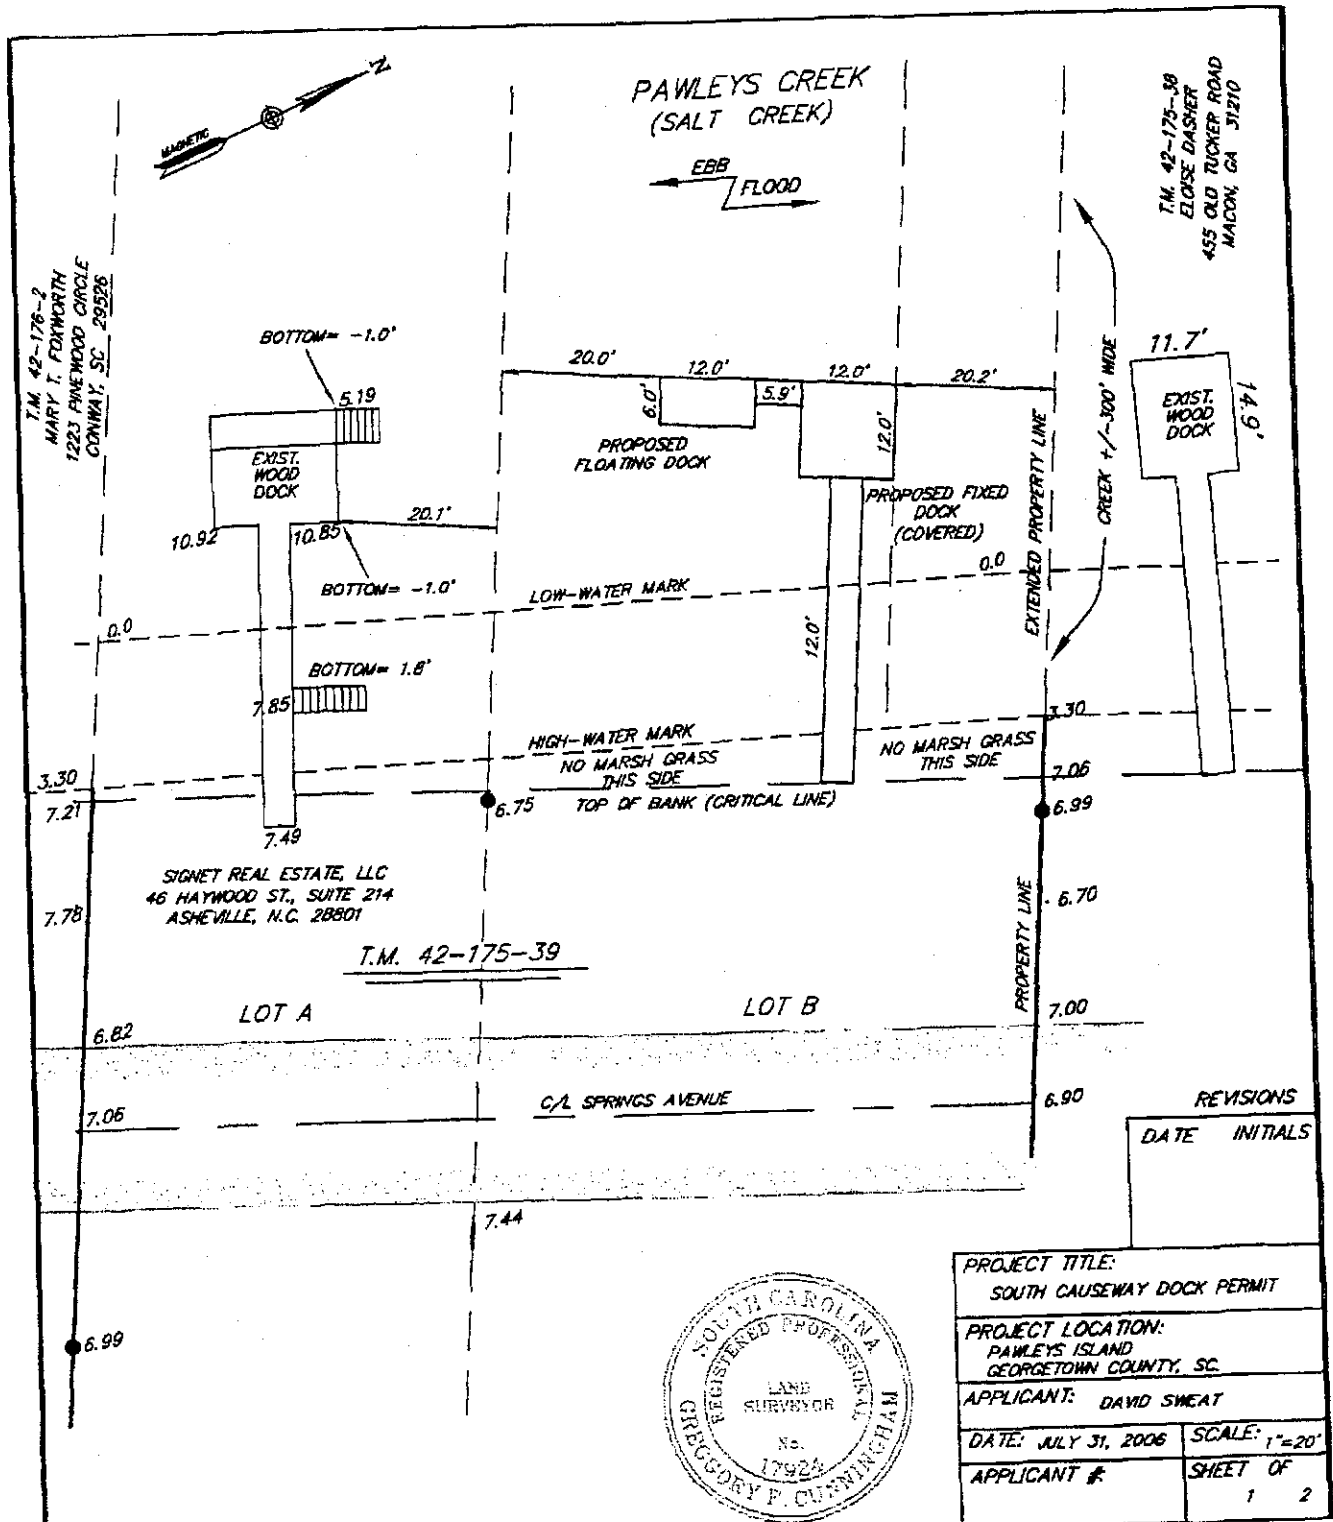 N
MAGNETIC
PAWLEYS CREEK
(SALT CREEK)
EBB
FLOOD
T.M. 42-175-38
ELOISE DASHER
455 OLD TUCKER ROAD
MACON, GA 31210
T.M. 42-176-2
MARY T. FOXWORTH
1223 PINEWOOD CIRCLE
CONWAY, SC 29526
BOTTOM= -1.0'
5.19
EXIST.
WOOD
DOCK
10.92
10.85
20.1'
BOTTOM= -1.0'
20.0'
12.0'
5.9'
12.0'
20.2'
6.0'
12.0'
PROPOSED
FLOATING DOCK
PROPOSED FIXED
DOCK
(COVERED)
EXTENDED PROPERTY LINE
CREEK +/-300' WIDE
11.7'
14.9'
EXIST.
WOOD
DOCK
0.0
LOW-WATER MARK
0.0
12.0'
BOTTOM= 1.8'
7.85
3.30
HIGH-WATER MARK
NO MARSH GRASS
THIS SIDE
NO MARSH GRASS
THIS SIDE
3.30
7.21
7.06
6.75
TOP OF BANK (CRITICAL LINE)
6.99
7.49
SIGNET REAL ESTATE, LLC
46 HAYWOOD ST., SUITE 214
ASHEVILLE, N.C. 28801
7.78
PROPERTY LINE
6.70
T.M. 42-175-39
LOT A
LOT B
7.00
6.82
C/L SPRINGS AVENUE
7.06
6.90
7.44
6.99
REVISIONS
DATE INITIALS
SOUTH CAROLINA
REGISTERED PROFESSIONAL
LAND
SURVEYOR
No.
17924
GREGGORY P. CUNNINGHAM
PROJECT TITLE:
SOUTH CAUSEWAY DOCK PERMIT
PROJECT LOCATION:
PAWLEYS ISLAND
GEORGETOWN COUNTY, SC
APPLICANT: DAVID SWEAT
DATE: JULY 31, 2006
SCALE: 1"=20'
APPLICANT #:
SHEET OF
1 2